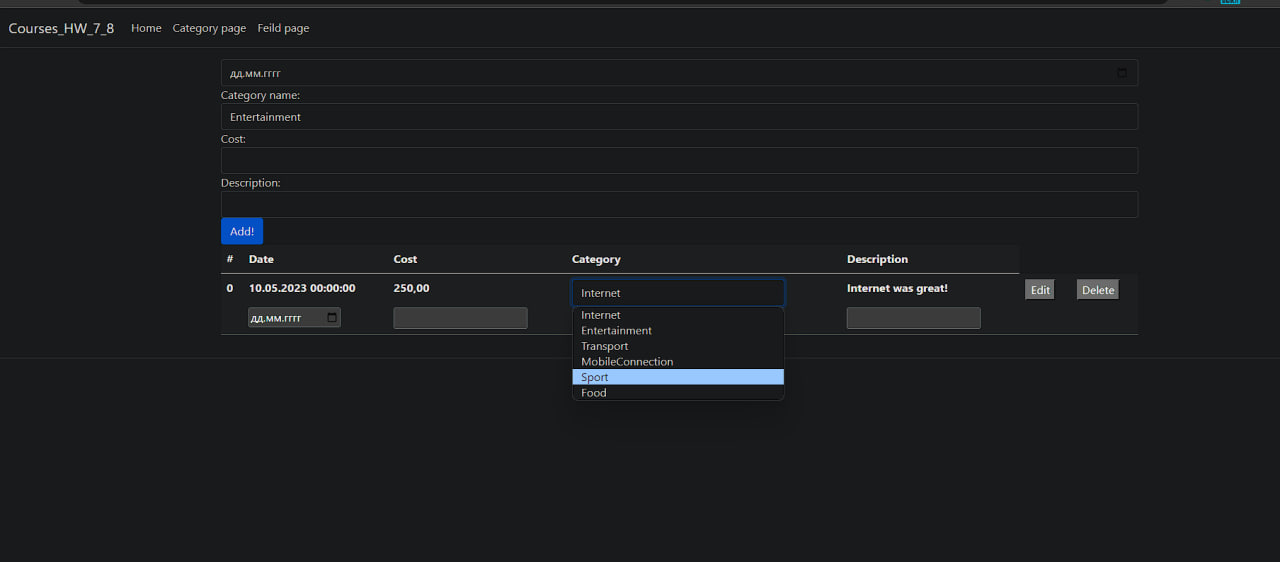 Courses_HW_7_8 Home Category page Feild page
дд.мм.гггг
Category name:
Entertainment
Cost:
Description:
Add!
# Date Cost Category Description
0 10.05.2023 00:00:00 250,00 Internet Internet was great! Edit Delete
дд.мм.гггг
Internet
Entertainment
Transport
MobileConnection
Sport
Food